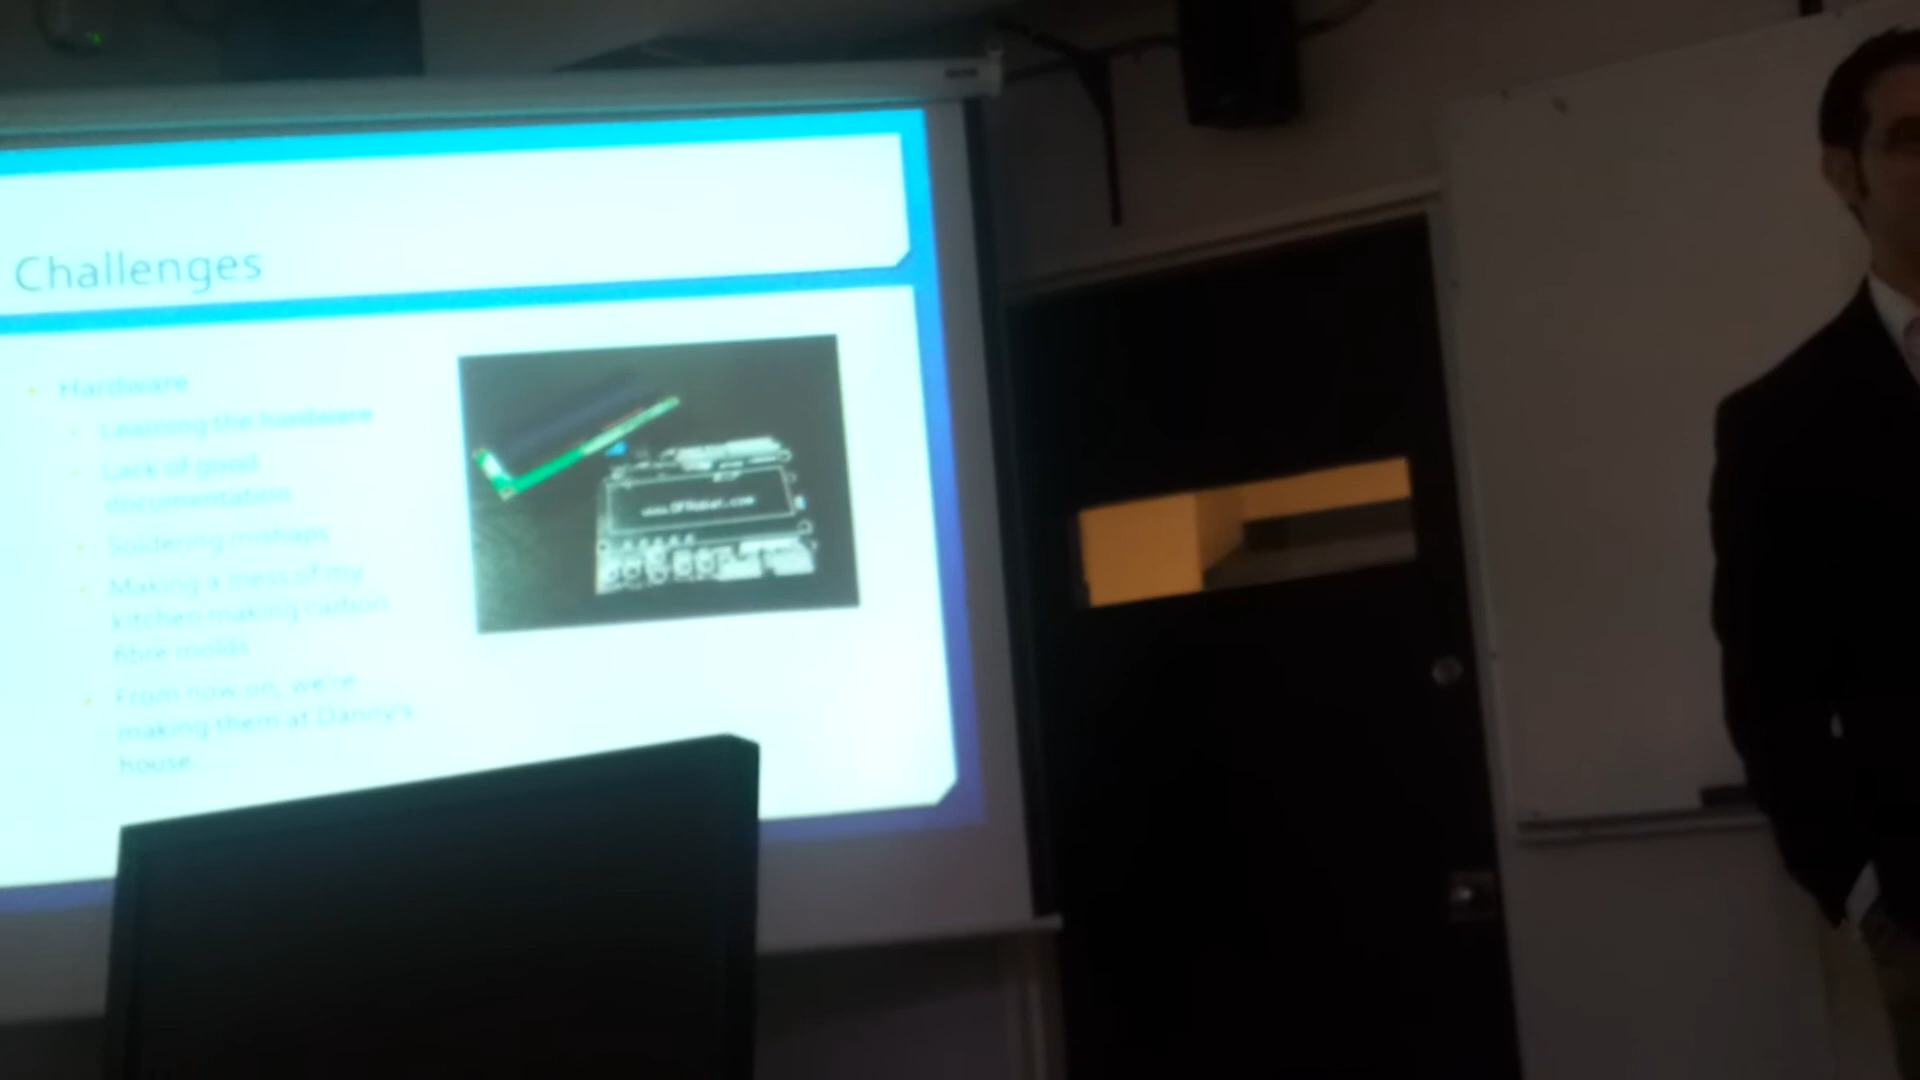 Challenges
Hardware
Learning the hardware
Lack of good
documentation
Soldering mishaps
Making a mess of my
kitchen making carbon
fibre molds
From now on, we're
making them at Danny's
house......
www.DFRobot.com